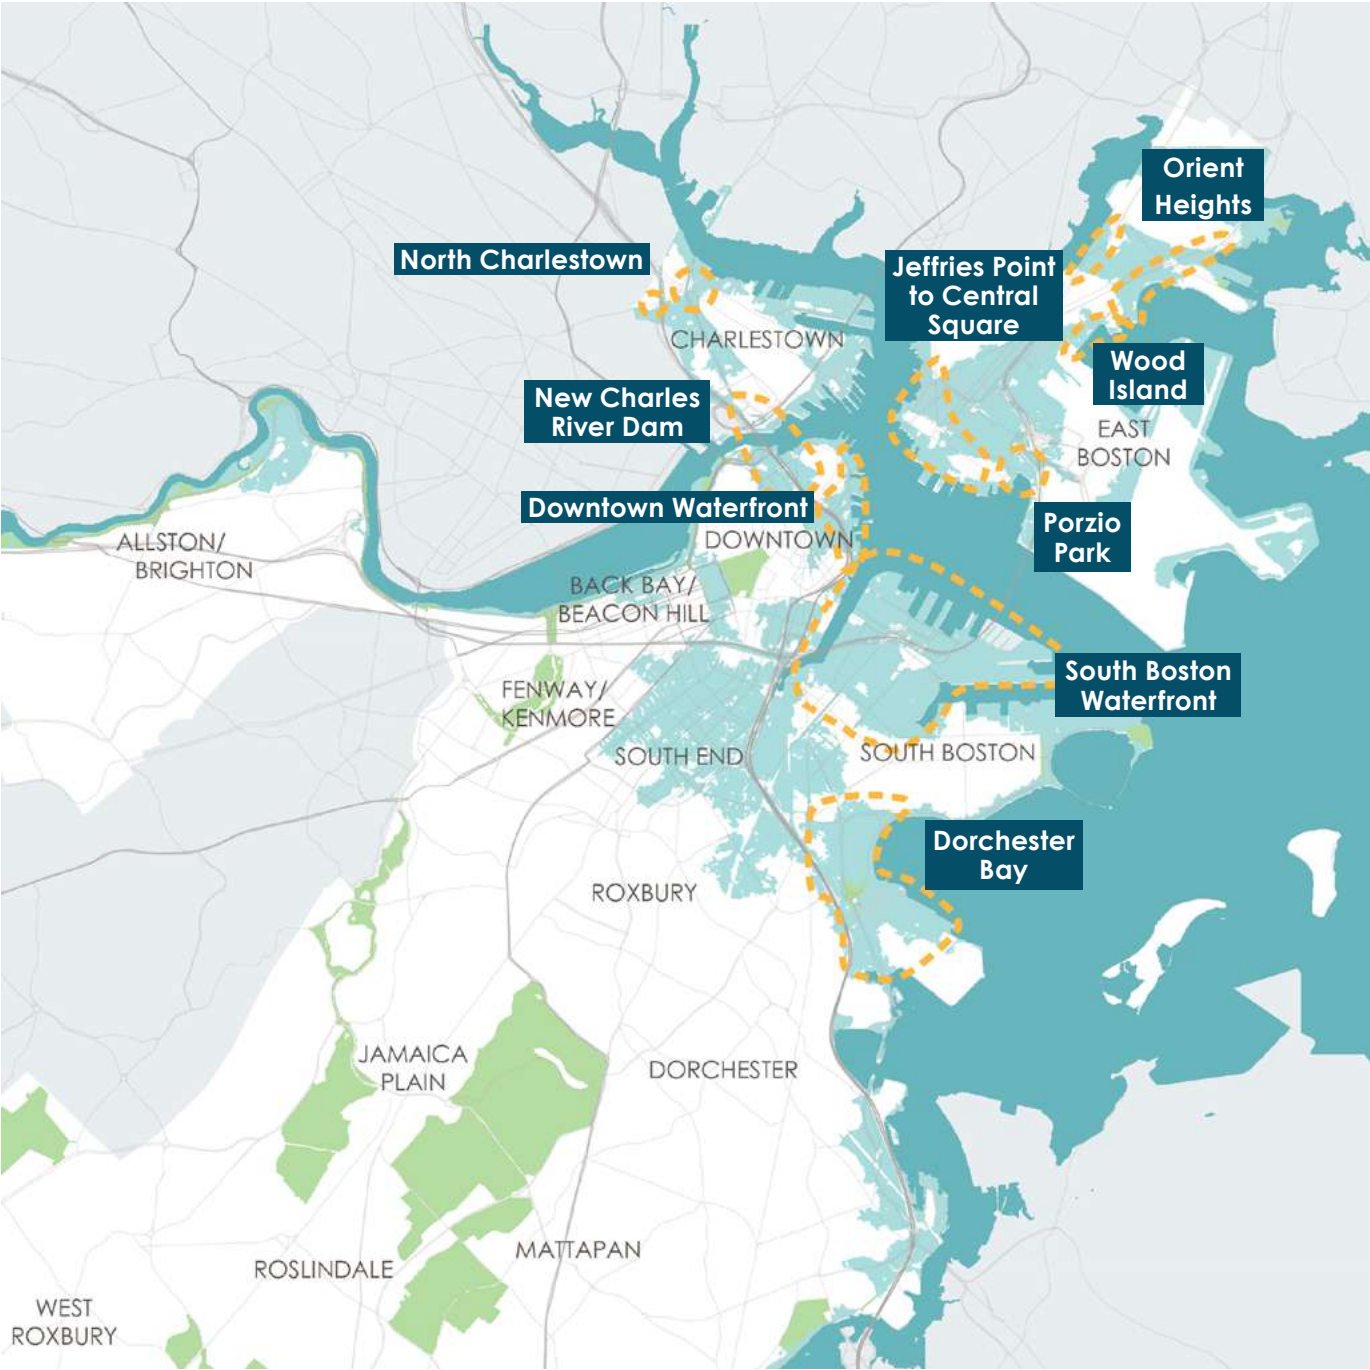 Orient
Heights
North Charlestown
Jeffries Point
to Central
Square
CHARLESTOWN
Wood
Island
New Charles
River Dam
EAST
BOSTON
Downtown Waterfront
Porzio
Park
DOWNTOWN
ALLSTON/
BRIGHTON
BACK BAY/
BEACON HILL
South Boston
Waterfront
FENWAY/
KENMORE
SOUTH END
SOUTH BOSTON
Dorchester
Bay
ROXBURY
JAMAICA
PLAIN
DORCHESTER
MATTAPAN
ROSLINDALE
WEST
ROXBURY